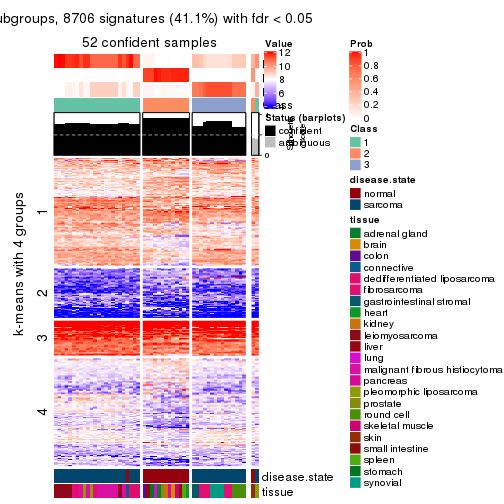 ubgroups, 8706 signatures (41.1%) with fdr < 0.05
52 confident samples
k-means with 4 groups
1
2
3
4
Value
12
10
8
6
Status (barplots)
confident
ambiguous
0
Prob
1
0.8
0.6
0.4
0.2
0
Class
1
2
3
disease.state
normal
sarcoma
tissue
adrenal gland
brain
colon
connective
dedifferentiated liposarcoma
fibrosarcoma
gastrointestinal stromal
heart
kidney
leiomyosarcoma
liver
lung
malignant fibrous histiocytoma
pancreas
pleomorphic liposarcoma
prostate
round cell
skeletal muscle
skin
small intestine
spleen
stomach
synovial
disease.state
tissue